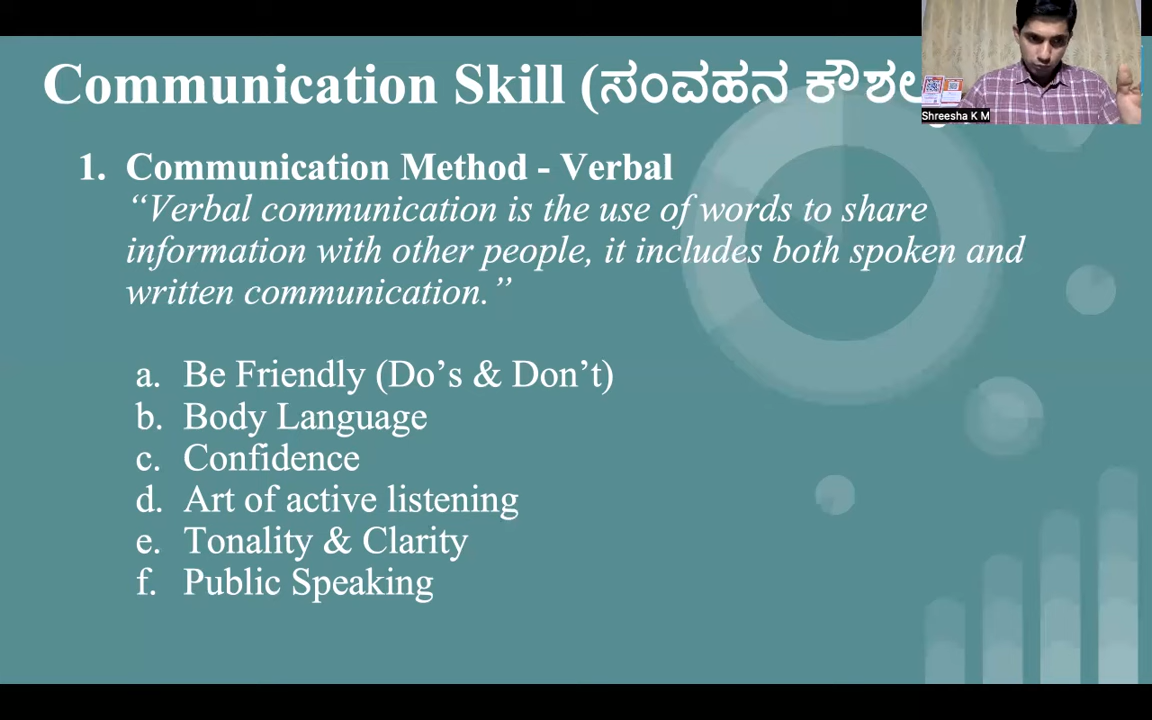 Communication Skill (ಸಂವಹನ
Shreesha K M
1. Communication Method - Verbal
“Verbal communication is the use of words to share
information with other people, it includes both spoken and
written communication.”
a. Be Friendly (Do’s & Don’t)
b. Body Language
c. Confidence
d. Art of active listening
e. Tonality & Clarity
f. Public Speaking